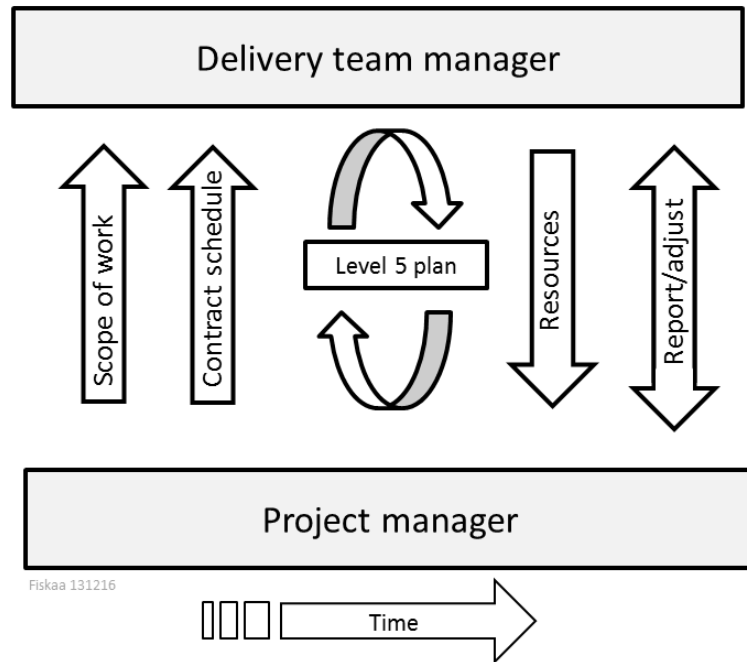 Delivery team manager
Scope of work
Contract schedule
Level 5 plan
Resources
Report/adjust
Project manager
Fiskaa 131216
Time